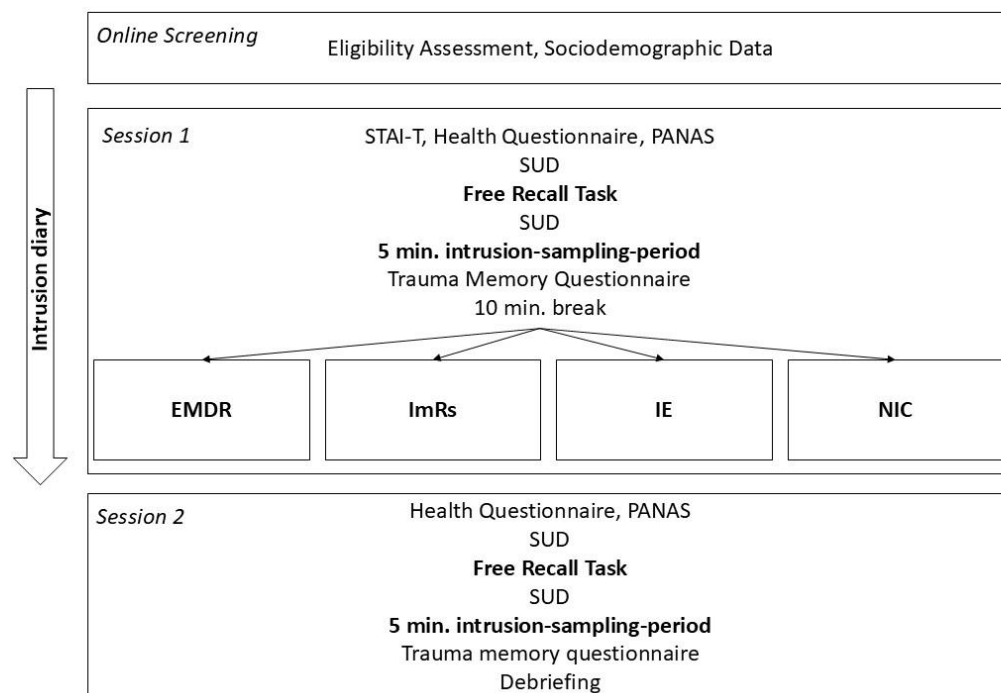 Online Screening
Eligibility Assessment, Sociodemographic Data
Intrusion diary
Session 1
STAI-T, Health Questionnaire, PANAS
SUD
Free Recall Task
SUD
5 min. intrusion-sampling-period
Trauma Memory Questionnaire
10 min. break
EMDR
ImRs
IE
NIC
Session 2
Health Questionnaire, PANAS
SUD
Free Recall Task
SUD
5 min. intrusion-sampling-period
Trauma memory questionnaire
Debriefing